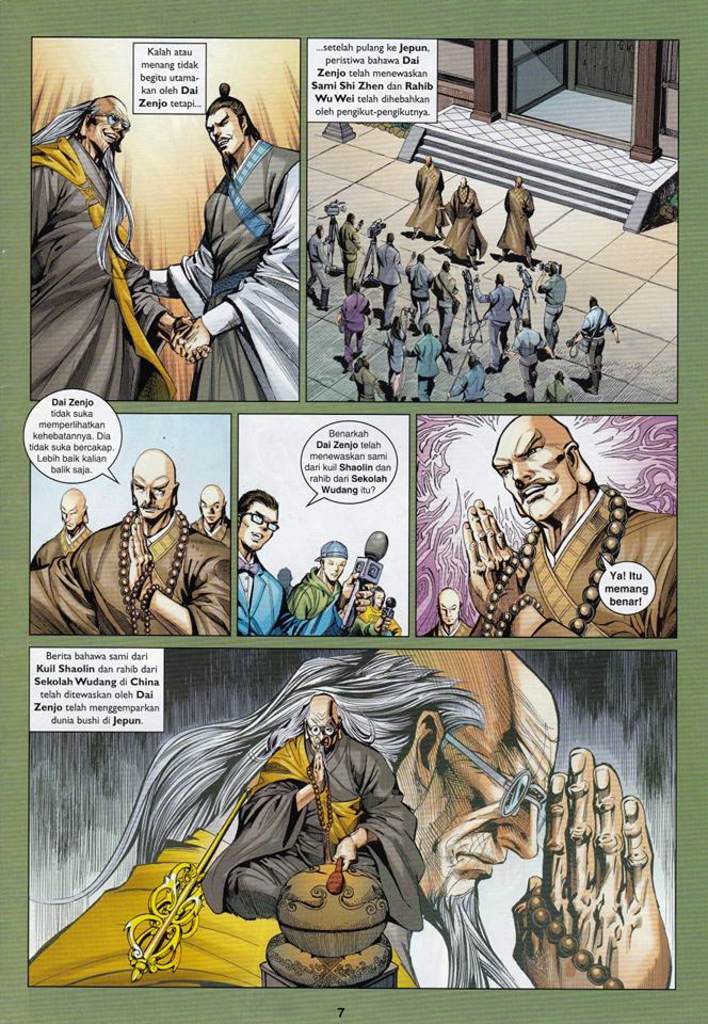 Kalah atau
menang tidak
begitu utama-
kan oleh Dai
Zenjo tetapi...
...setelah pulang ke Jepun,
peristiwa bahawa Dai
Zenjo telah menewaskan
Sami Shi Zhen dan Rahib
Wu Wei telah dihebahkan
oleh pengikut-pengikutnya.
Dai Zenjo
tidak suka
memperlihatkan
kehebatannya. Dia
tidak suka bercakap.
Lebih baik kalian
balik saja.
Benarkah
Dai Zenjo telah
menewaskan sami
dari kuil Shaolin dan
rahib dari Sekolah
Wudang itu?
Ya! Itu
memang
benar!
Berita bahawa sami dari
Kuil Shaolin dan rahib dari
Sekolah Wudang di China
telah ditewaskan oleh Dai
Zenjo telah menggemparkan
dunia bushi di Jepun.
7